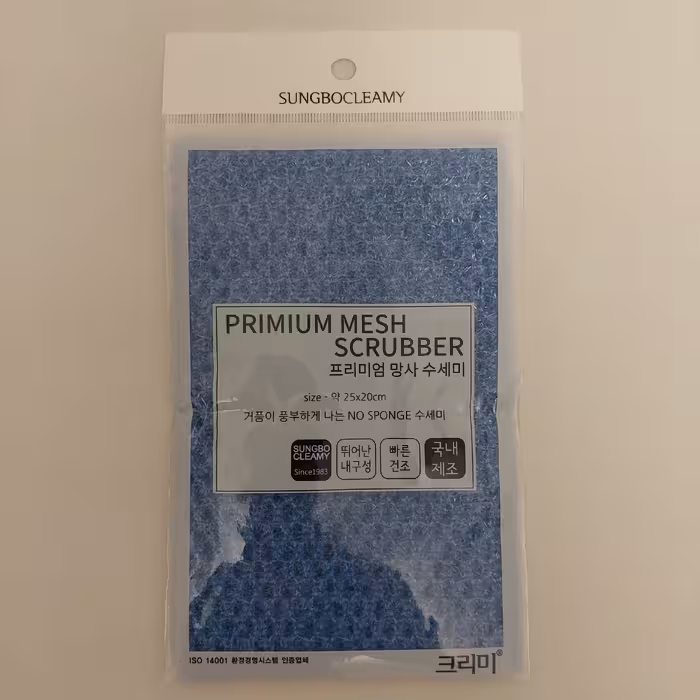 SUNGBOCLEAMY
PRIMIUM MESH
SCRUBBER
프리미엄 망사 수세미
size - 약 25x20cm
거품이 풍부하게 나는 NO SPONGE 수세미
SUNGBO
CLEAMY
Since1983
뛰어난
내구성
빠른
건조
국내
제조
ISO 14001 환경경영시스템 인증업체
크리미®